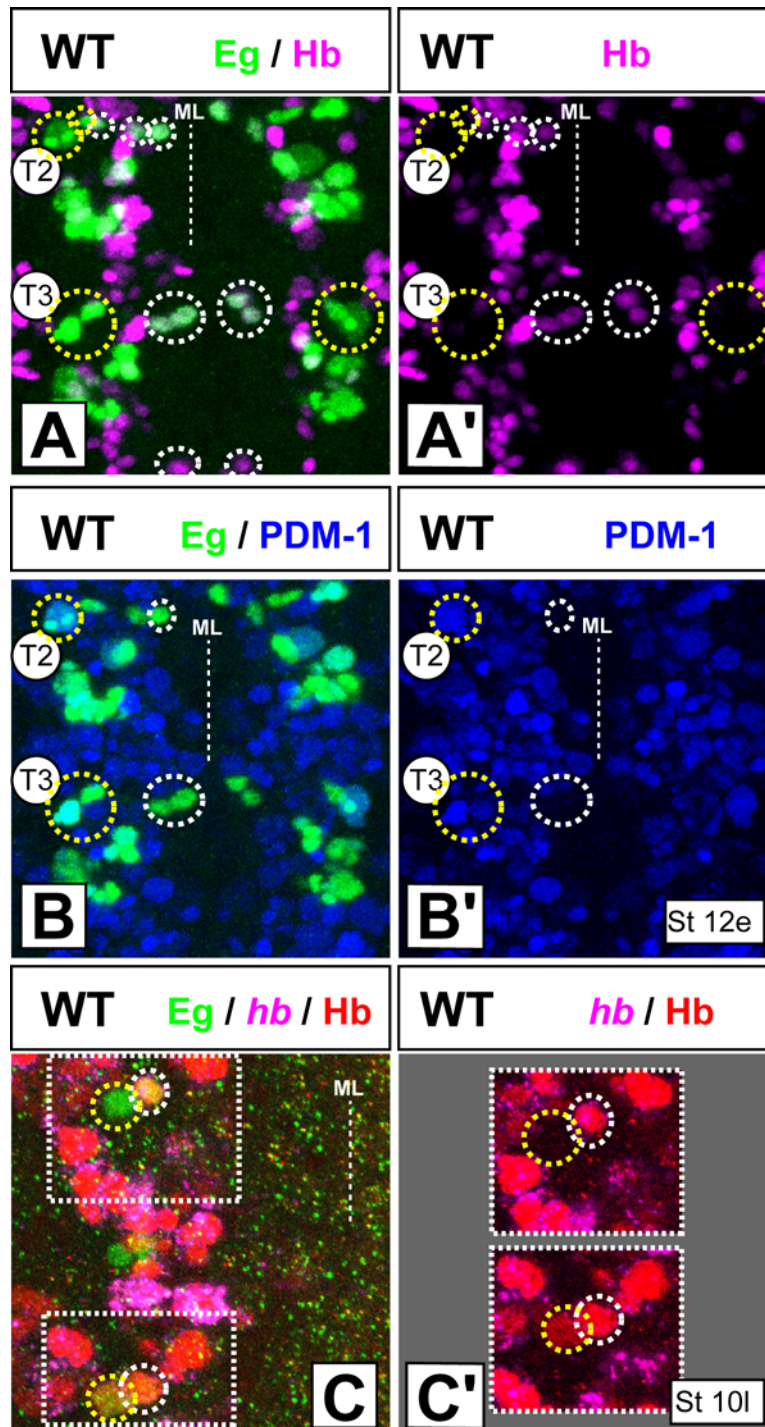 WT Eg / Hb
WT Hb
ML
T2
T3
A
ML
T2
T3
A'
WT Eg / PDM-1
WT PDM-1
ML
T2
T3
B
ML
T2
T3
B'
St 12e
WT Eg / hb / Hb
WT hb / Hb
ML
C
C'
St 10l